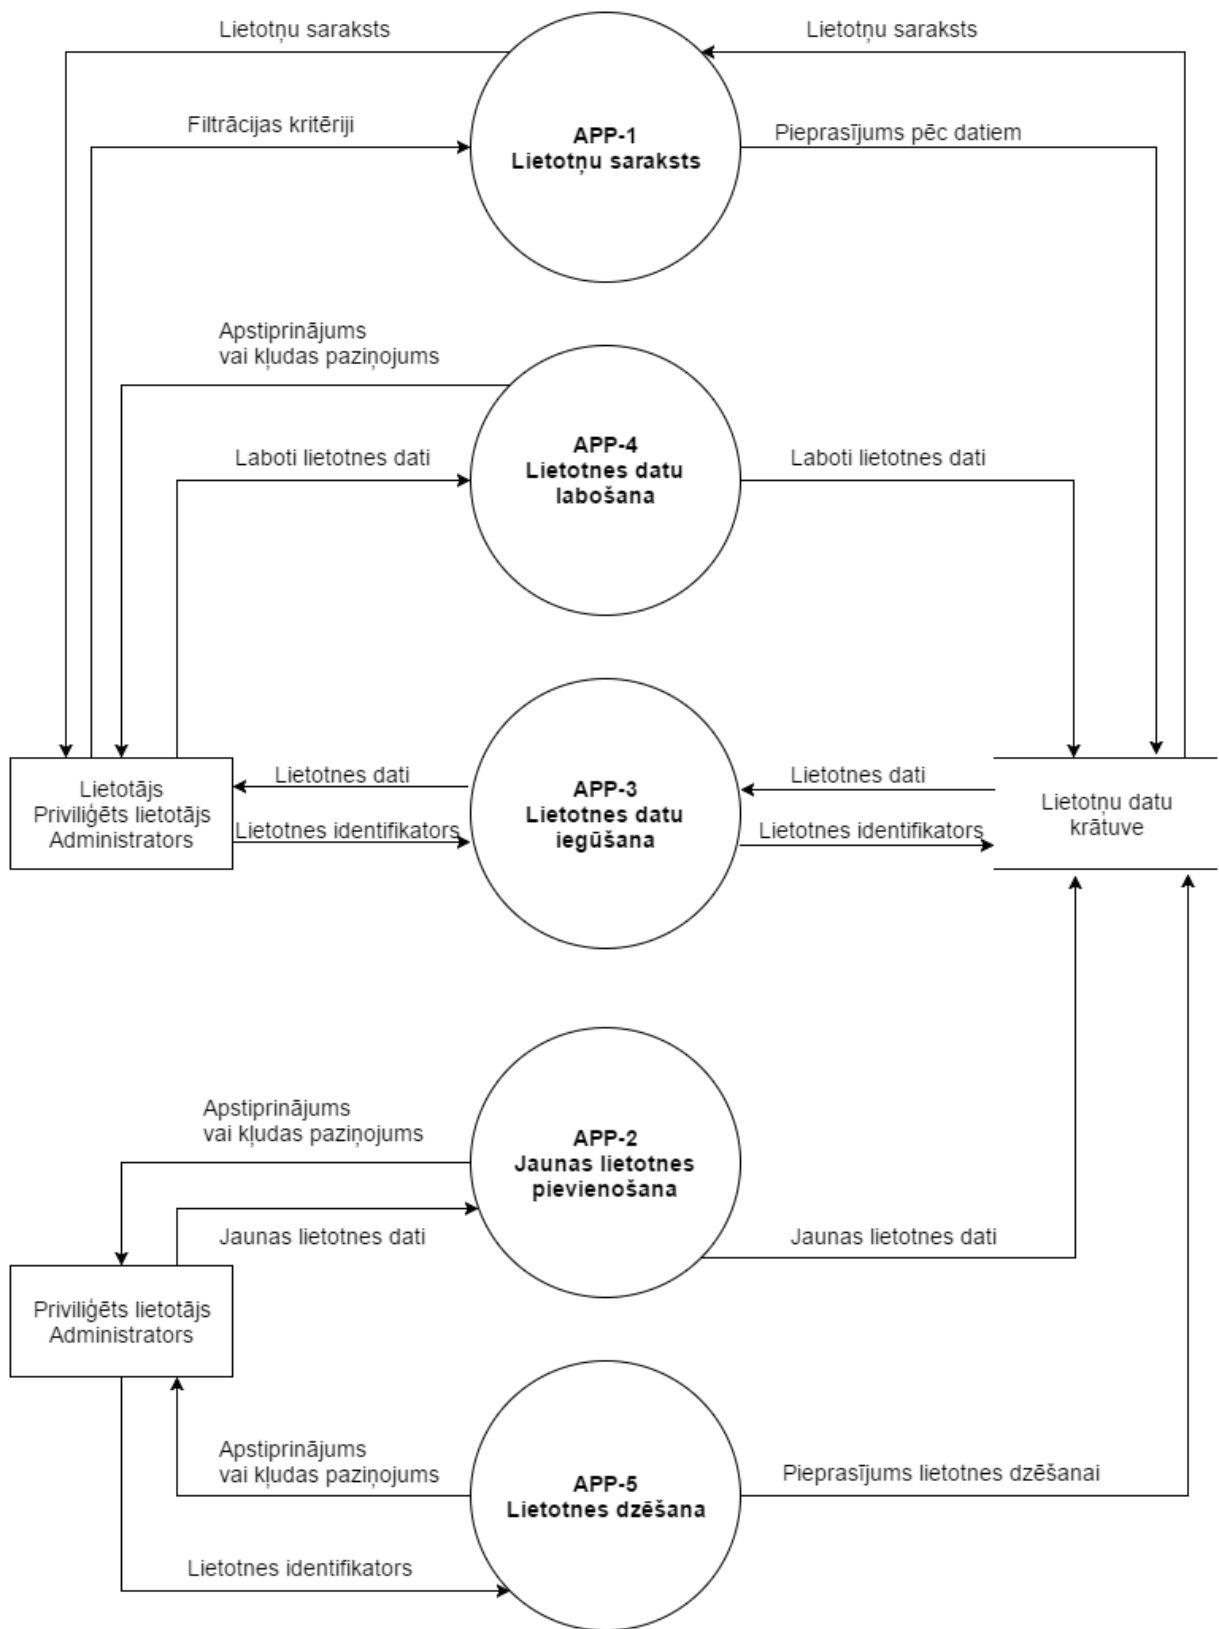 Lietotņu saraksts
Lietotņu saraksts
Filtrācijas kritēriji
APP-1
Lietotņu saraksts
Pieprasījums pēc datiem
Apstiprinājums
vai kļudas paziņojums
Laboti lietotnes dati
APP-4
Lietotnes datu
labošana
Laboti lietotnes dati
Lietotājs
Priviliģēts lietotājs
Administrators
Lietotnes dati
Lietotnes identifikators
APP-3
Lietotnes datu
iegūšana
Lietotnes dati
Lietotnes identifikators
Lietotņu datu
krātuve
Apstiprinājums
vai kļudas paziņojums
Jaunas lietotnes dati
APP-2
Jaunas lietotnes
pievienošana
Jaunas lietotnes dati
Priviliģēts lietotājs
Administrators
Apstiprinājums
vai kļudas paziņojums
APP-5
Lietotnes dzēšana
Pieprasījums lietotnes dzēšanai
Lietotnes identifikators